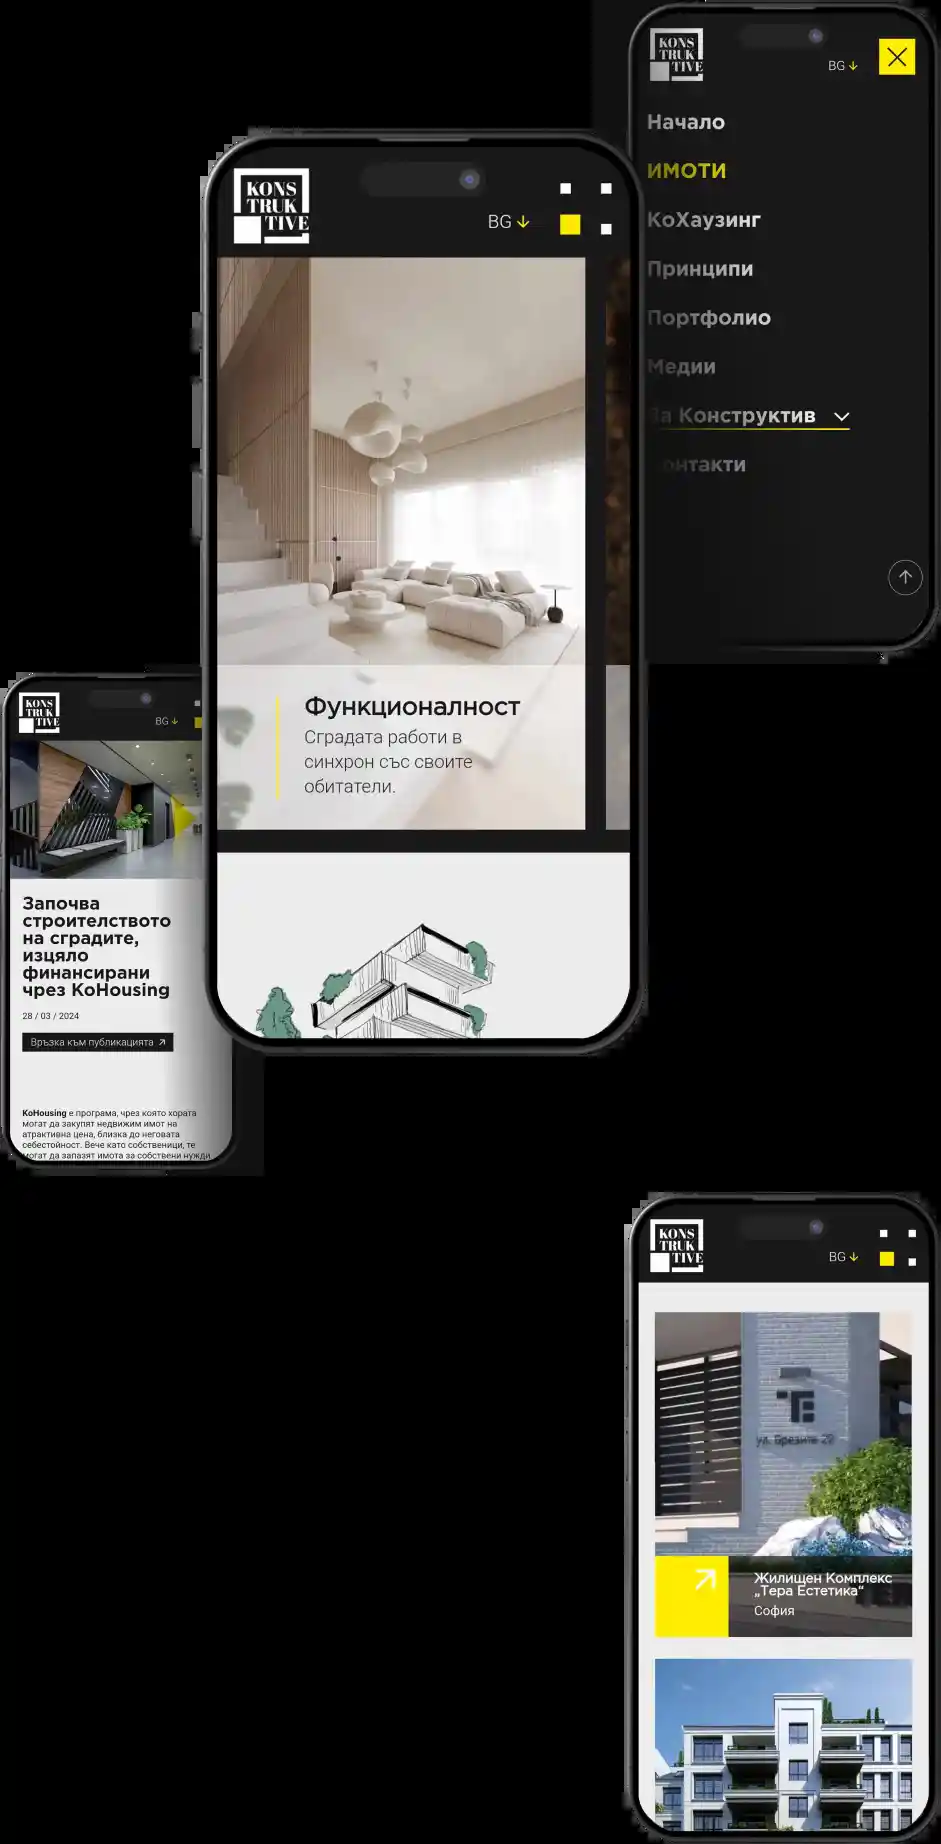 KONS
TRUK
TIVE
BG
Начало
ИМОТИ
КоХаузинг
Принципи
Портфолио
Медии
За Конструктив
онтакти
KONS
TRUK
TIVE
BG
Функционалност
Сградата работи в
синхрон със своите
обитатели.
KONS
TRUK
TIVE
BG
Започва
строителството
на сградите,
изцяло
финансирани
чрез KoHousing
28 / 03 / 2024
Връзка към публикацията
KoHousing е програма, чрез която хората
могат да закупят недвижим имот на
атрактивна цена, близка до неговата
себестойност. Вече като собственици, те
могат да запазят имота за собствени нужди,
KONS
TRUK
TIVE
BG
ул. Брезите 29
Жилищен Комплекс
„Тера Естетика“
София